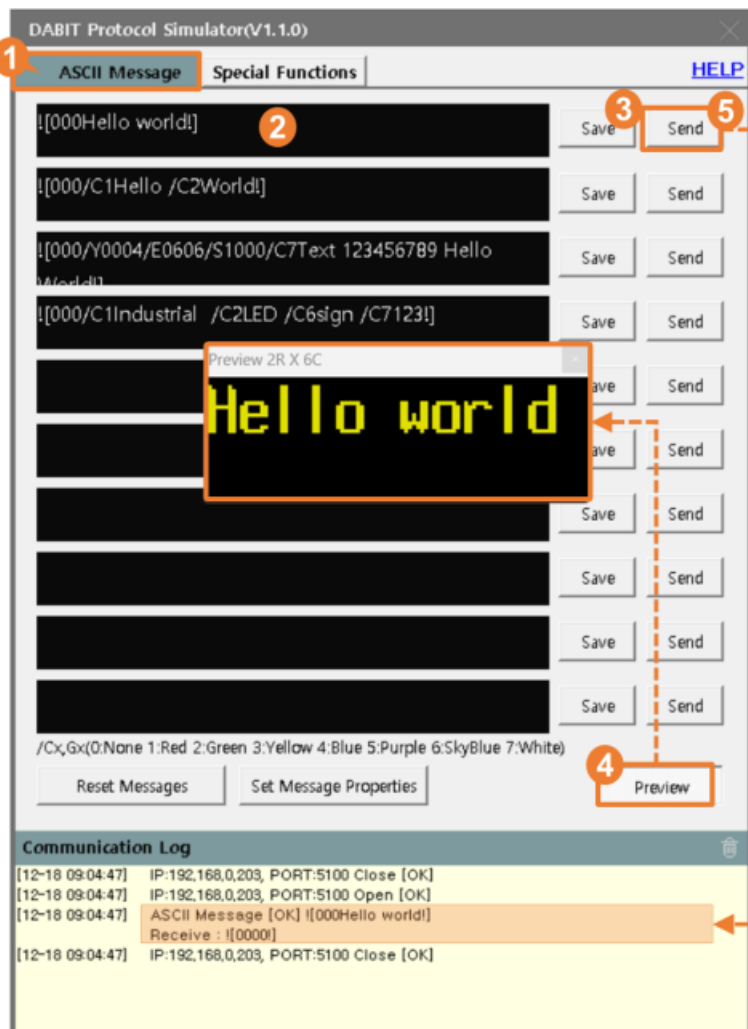 DABIT Protocol Simulator(V1.1.0)
1
ASCII Message Special Functions HELP
![000Hello world!] 2 Save 3 Send 5
![000/C1Hello /C2World!] Save Send
![000/Y0004/E0606/S1000/C7Text 123456789 Hello
World!] Save Send
![000/C1Industrial /C2LED /C6sign /C7123!] Save Send
Preview 2R X 6C
Hello world
ave Send
ave Send
Save Send
Save Send
Save Send
Save Send
/Cx,Gx(0:None 1:Red 2:Green 3:Yellow 4:Blue 5:Purple 6:SkyBlue 7:White)
Reset Messages Set Message Properties 4 Preview
Communication Log
[12-18 09:04:47] IP:192,168,0,203, PORT:5100 Close [OK]
[12-18 09:04:47] IP:192,168,0,203, PORT:5100 Open [OK]
[12-18 09:04:47] ASCII Message [OK] ![000Hello world!]
Receive : ![0000!]
[12-18 09:04:47] IP:192,168,0,203, PORT:5100 Close [OK]